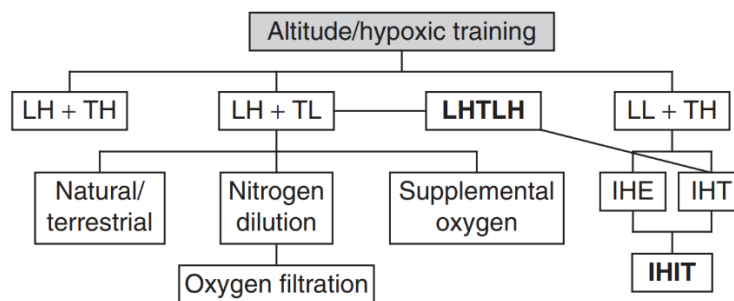 Altitude/hypoxic training
LH + TH
LH + TL
LHTLH
LL + TH
Natural/
terrestrial
Nitrogen
dilution
Supplemental
oxygen
IHE
IHT
Oxygen filtration
IHIT